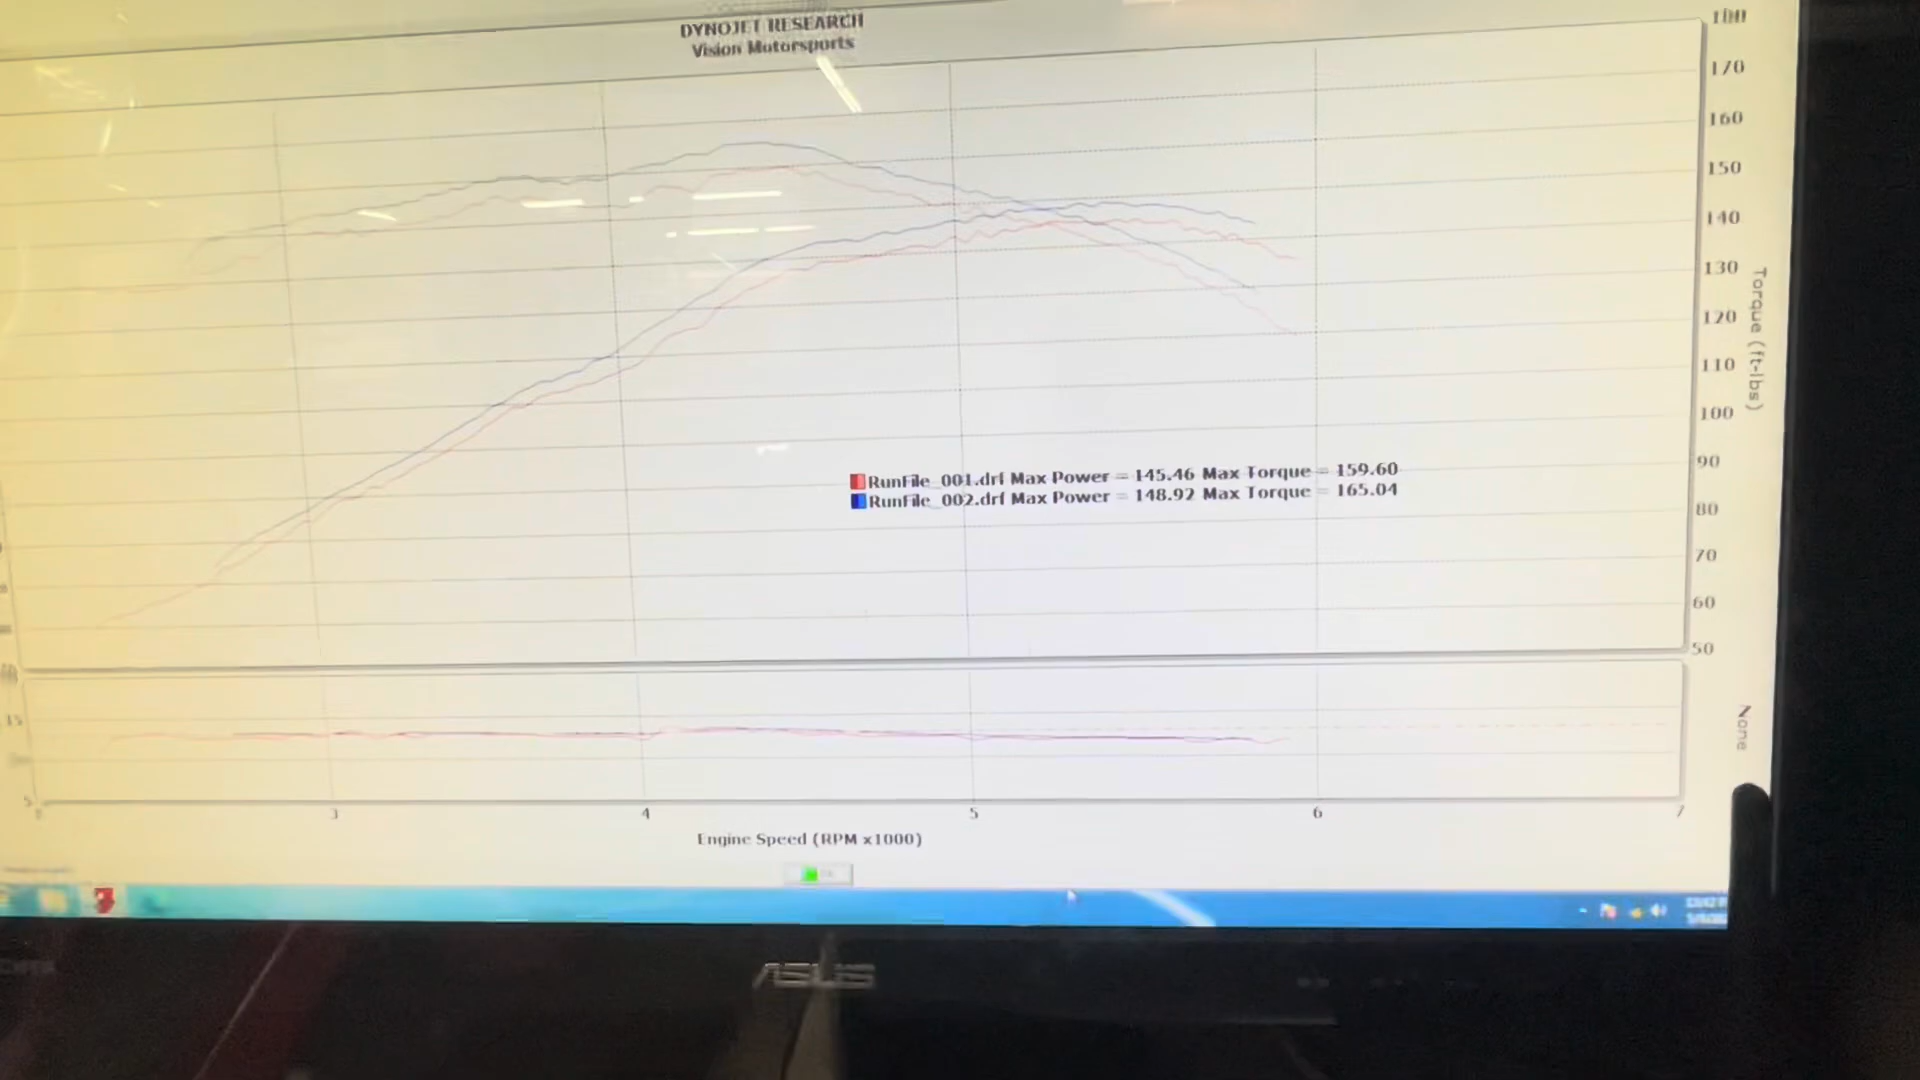 DYNOJET RESEARCH
Vision Motorsports
170
160
150
140
130
120
110
100
90
80
70
60
50
Torque (ft-lbs)
RunFile_001.drf Max Power = 145.46 Max Torque = 159.60
RunFile_002.drf Max Power = 148.92 Max Torque = 165.04
15
5
None
3
4
5
6
7
Engine Speed (RPM x1000)
ASUS